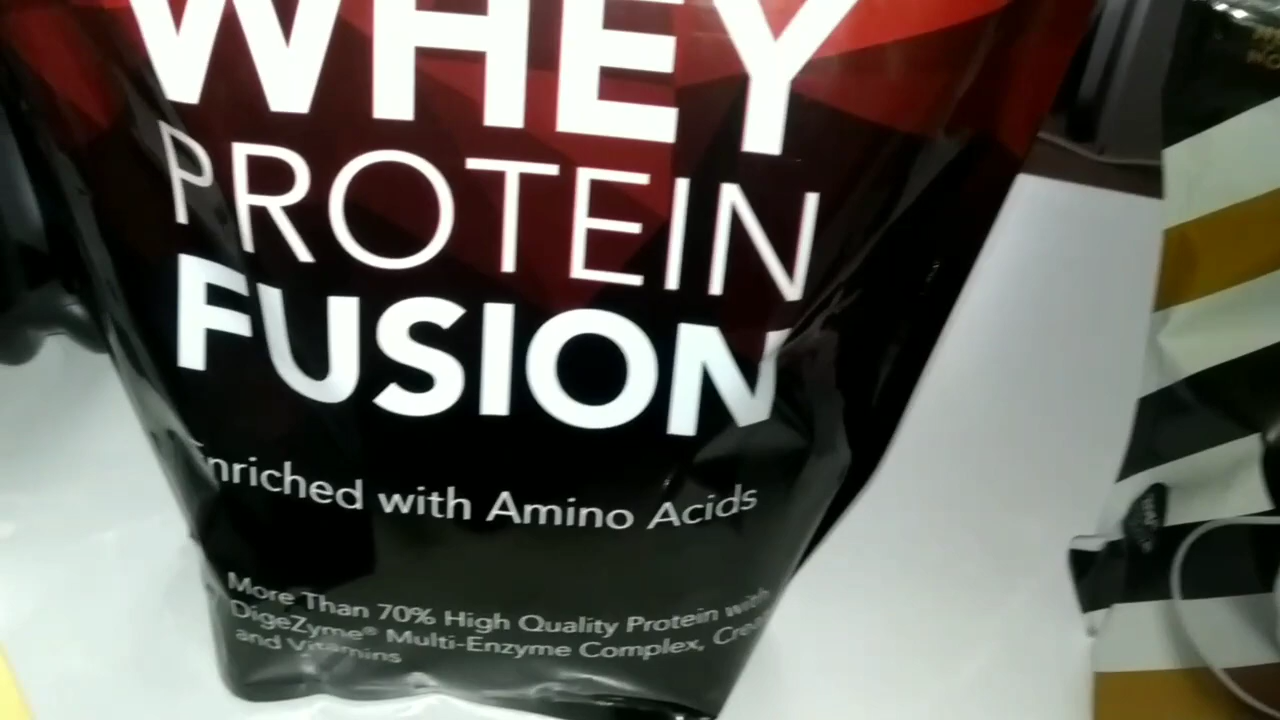 WHEY
PROTEIN
FUSION
Enriched with Amino Acids
More Than 70% High Quality Protein with
DigeZyme® Multi-Enzyme Complex,
and Vitamins